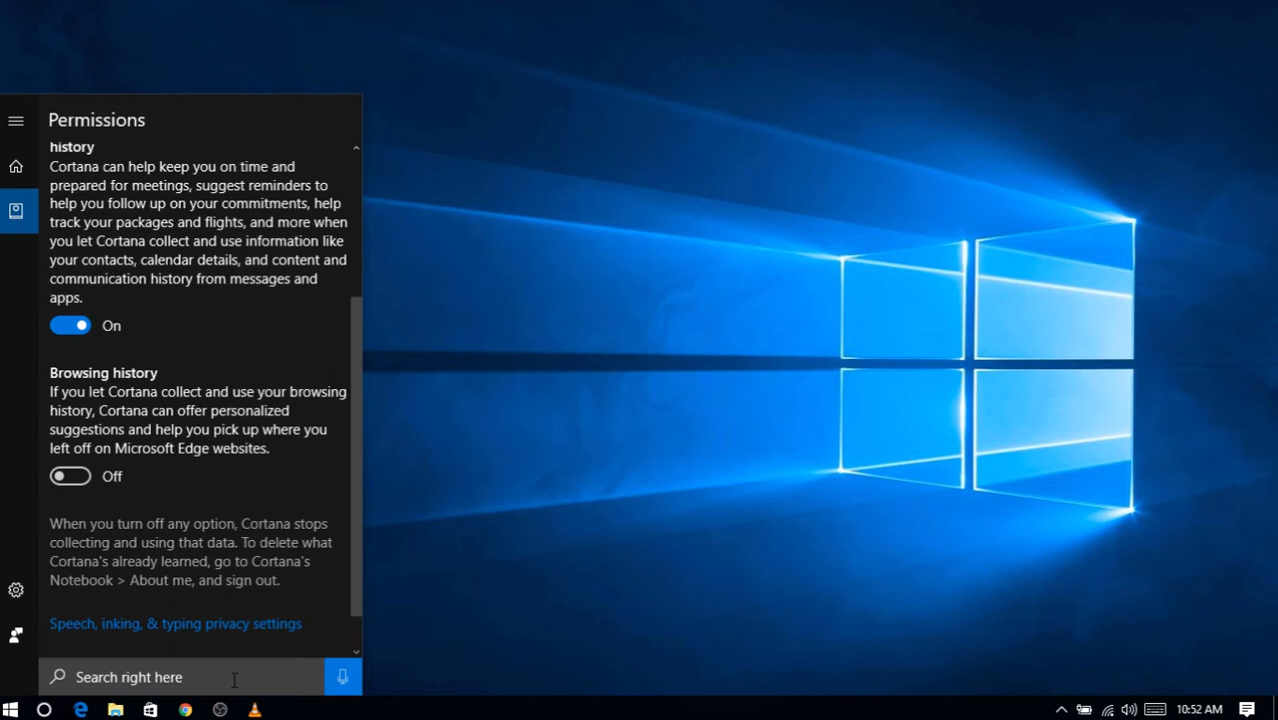 Permissions
history
Cortana can help keep you on time and
prepared for meetings, suggest reminders to
help you follow up on your commitments, help
track your packages and flights, and more when
you let Cortana collect and use information like
your contacts, calendar details, and content and
communication history from messages and
apps.
On
Browsing history
If you let Cortana collect and use your browsing
history, Cortana can offer personalized
suggestions and help you pick up where you
left off on Microsoft Edge websites.
Off
When you turn off any option, Cortana stops
collecting and using that data. To delete what
Cortana's already learned, go to Cortana's
Notebook > About me, and sign out.
Speech, inking, & typing privacy settings
Search right here
10:52 AM